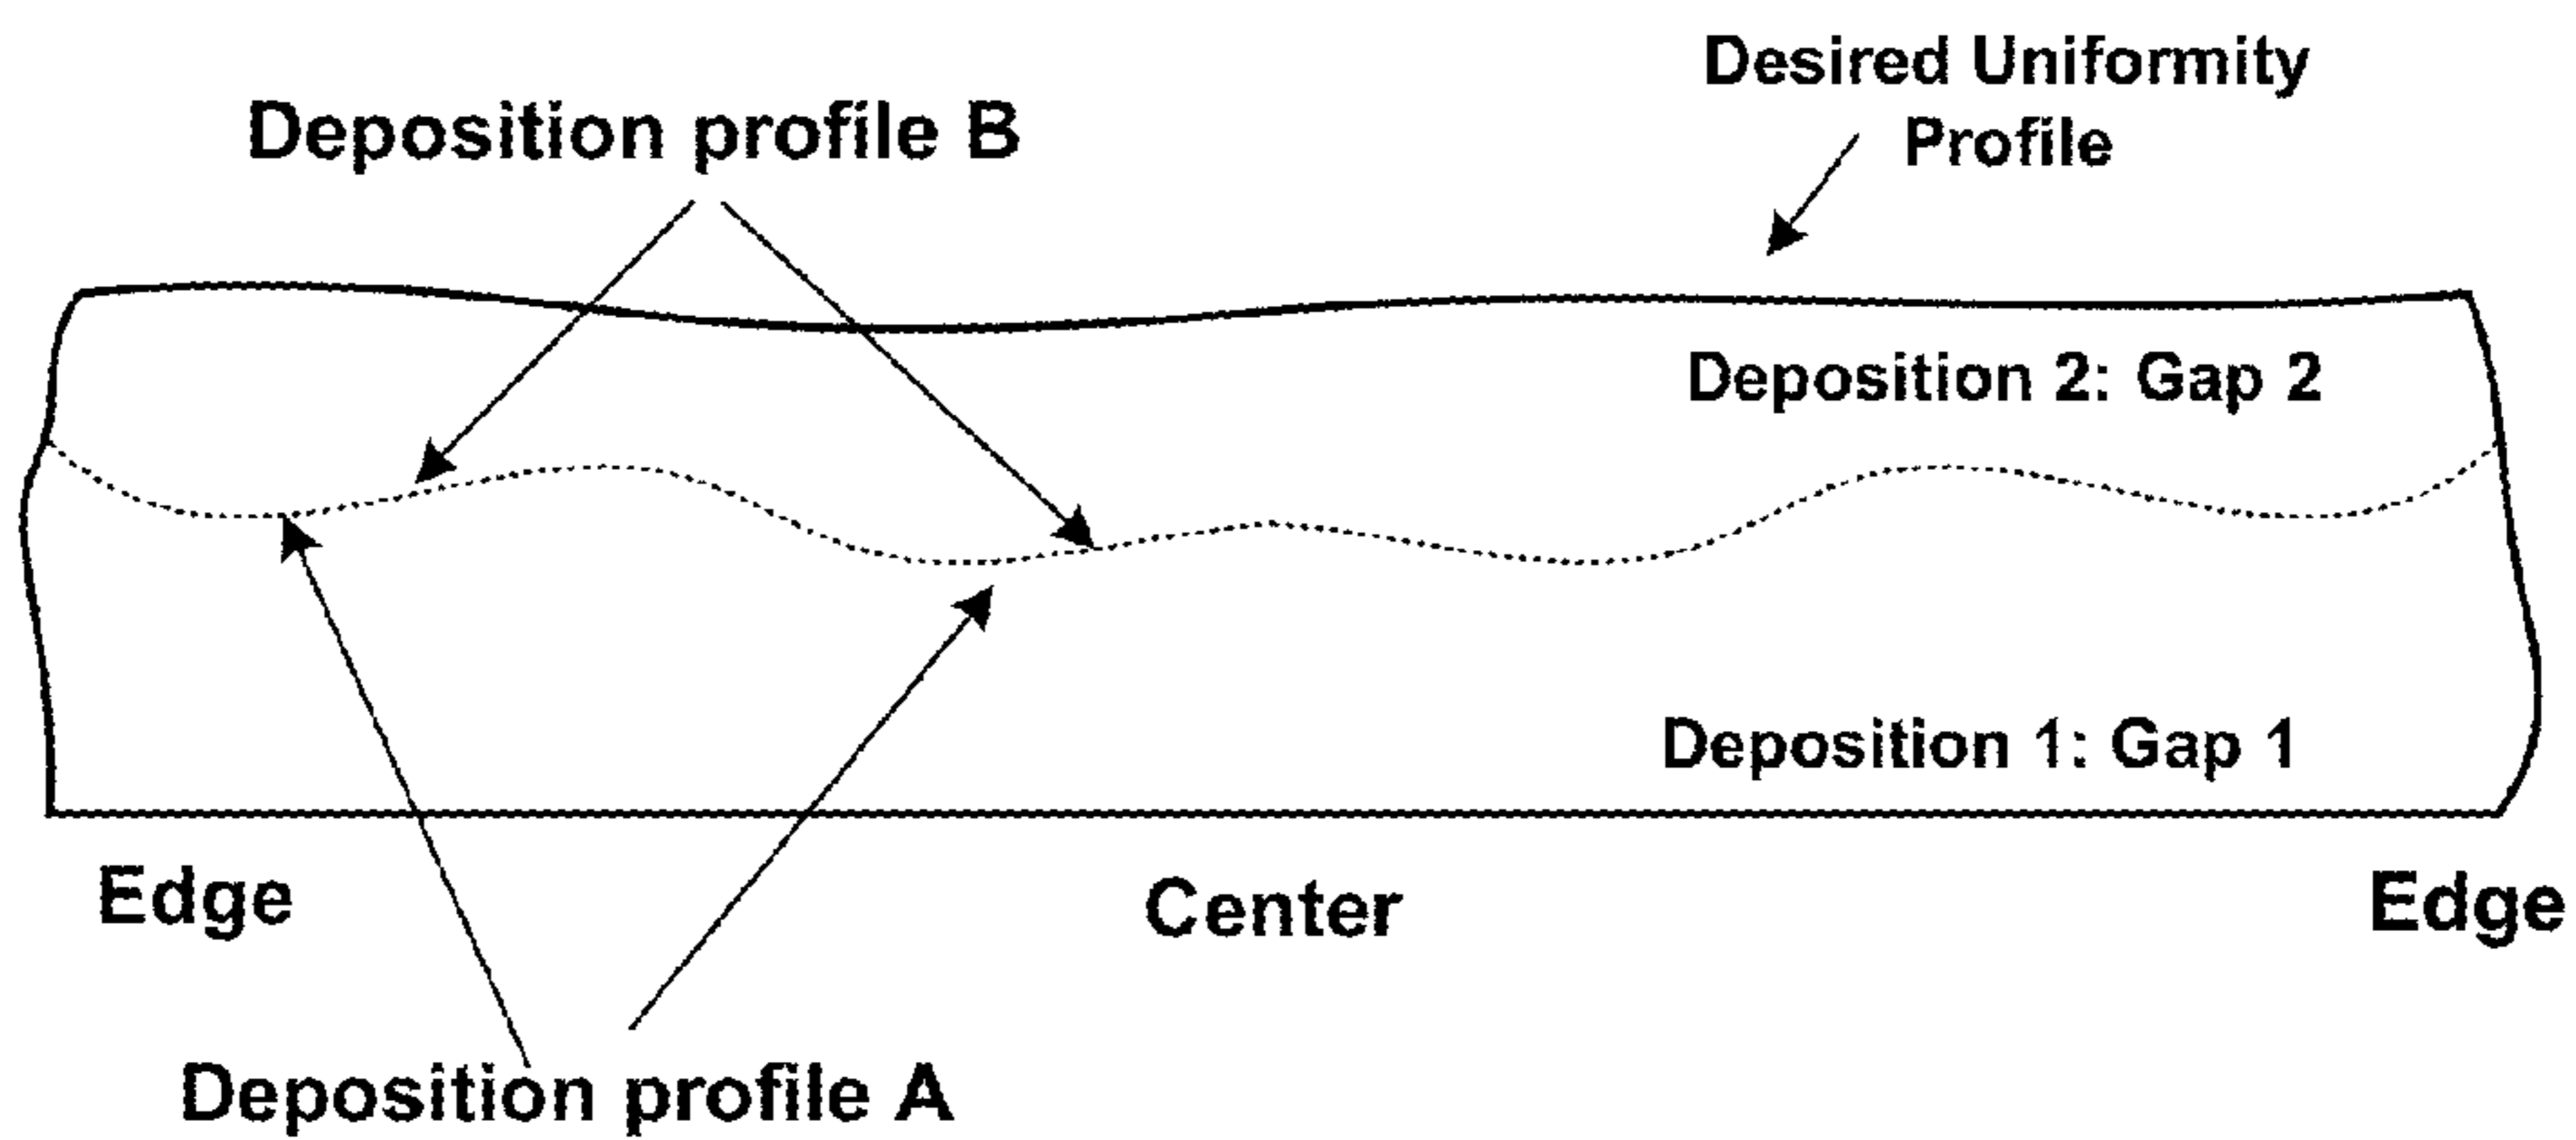 Desired Uniformity
Profile
Deposition profile B
Deposition 2: Gap 2
Deposition 1: Gap 1
Edge
Center
Edge
Deposition profile A